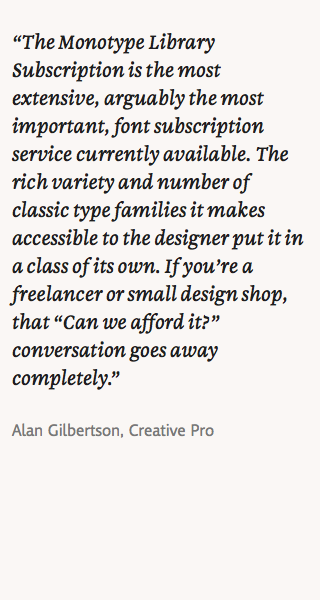 “The Monotype Library
Subscription is the most
extensive, arguably the most
important, font subscription
service currently available. The
rich variety and number of
classic type families it makes
accessible to the designer put it in
a class of its own. If you’re a
freelancer or small design shop,
that “Can we afford it?”
conversation goes away
completely.”
Alan Gilbertson, Creative Pro